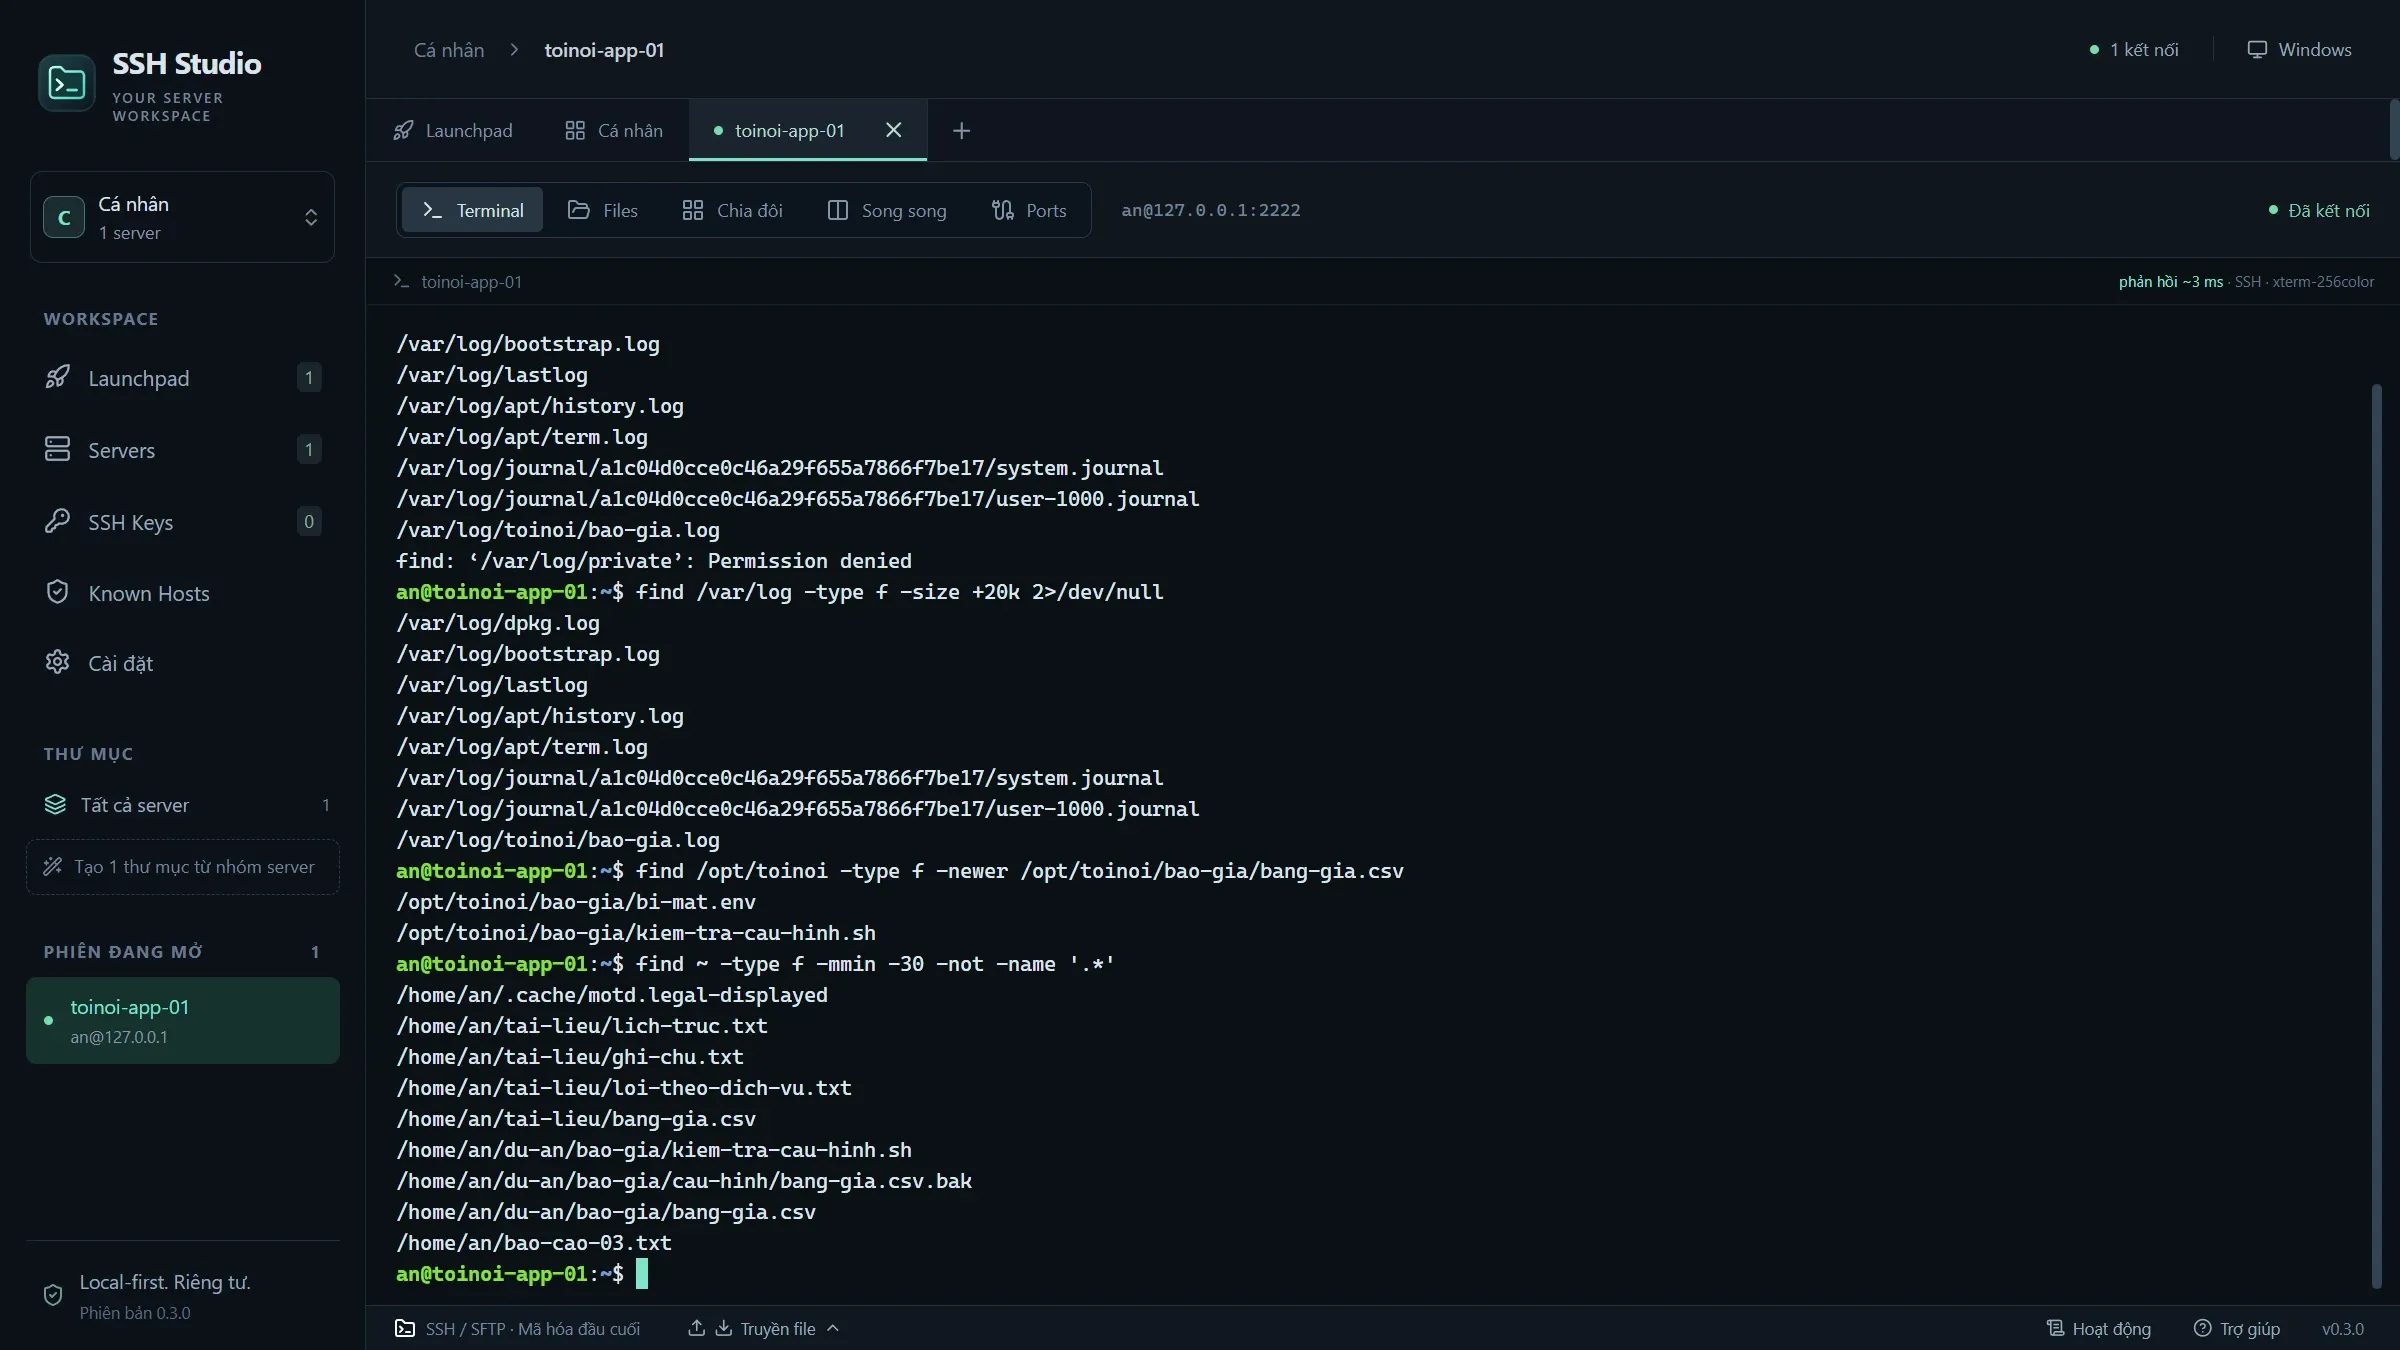 SSH Studio
YOUR SERVER
WORKSPACE
C
Cá nhân
1 server
WORKSPACE
Launchpad 1
Servers 1
SSH Keys 0
Known Hosts
Cài đặt
THƯ MỤC
Tất cả server 1
Tạo 1 thư mục từ nhóm server
PHIÊN ĐANG MỞ 1
toinoi-app-01
an@127.0.0.1
Local-first. Riêng tư.
Phiên bản 0.3.0
Cá nhân > toinoi-app-01
1 kết nối
Windows
Launchpad
Cá nhân
toinoi-app-01
Terminal
Files
Chia đôi
Song song
Ports
an@127.0.0.1:2222
Đã kết nối
toinoi-app-01
phản hồi ~3 ms · SSH · xterm-256color
/var/log/bootstrap.log
/var/log/lastlog
/var/log/apt/history.log
/var/log/apt/term.log
/var/log/journal/a1c04d0cce0c46a29f655a7866f7be17/system.journal
/var/log/journal/a1c04d0cce0c46a29f655a7866f7be17/user-1000.journal
/var/log/toinoi/bao-gia.log
find: ‘/var/log/private’: Permission denied
an@toinoi-app-01:~$ find /var/log -type f -size +20k 2>/dev/null
/var/log/dpkg.log
/var/log/bootstrap.log
/var/log/lastlog
/var/log/apt/history.log
/var/log/apt/term.log
/var/log/journal/a1c04d0cce0c46a29f655a7866f7be17/system.journal
/var/log/journal/a1c04d0cce0c46a29f655a7866f7be17/user-1000.journal
/var/log/toinoi/bao-gia.log
an@toinoi-app-01:~$ find /opt/toinoi -type f -newer /opt/toinoi/bao-gia/bang-gia.csv
/opt/toinoi/bao-gia/bi-mat.env
/opt/toinoi/bao-gia/kiem-tra-cau-hinh.sh
an@toinoi-app-01:~$ find ~ -type f -mmin -30 -not -name '.*'
/home/an/.cache/motd.legal-displayed
/home/an/tai-lieu/lich-truc.txt
/home/an/tai-lieu/ghi-chu.txt
/home/an/tai-lieu/loi-theo-dich-vu.txt
/home/an/tai-lieu/bang-gia.csv
/home/an/du-an/bao-gia/kiem-tra-cau-hinh.sh
/home/an/du-an/bao-gia/cau-hinh/bang-gia.csv.bak
/home/an/du-an/bao-gia/bang-gia.csv
/home/an/bao-cao-03.txt
an@toinoi-app-01:~$
SSH / SFTP · Mã hóa đầu cuối
Truyền file
Hoạt động
Trợ giúp
v0.3.0